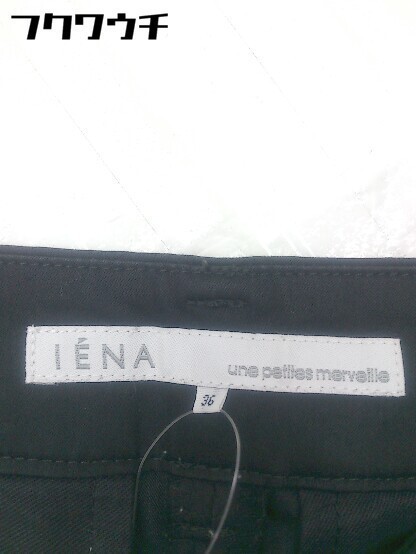 フクワウチ
IÉNA
une petites merveille
36